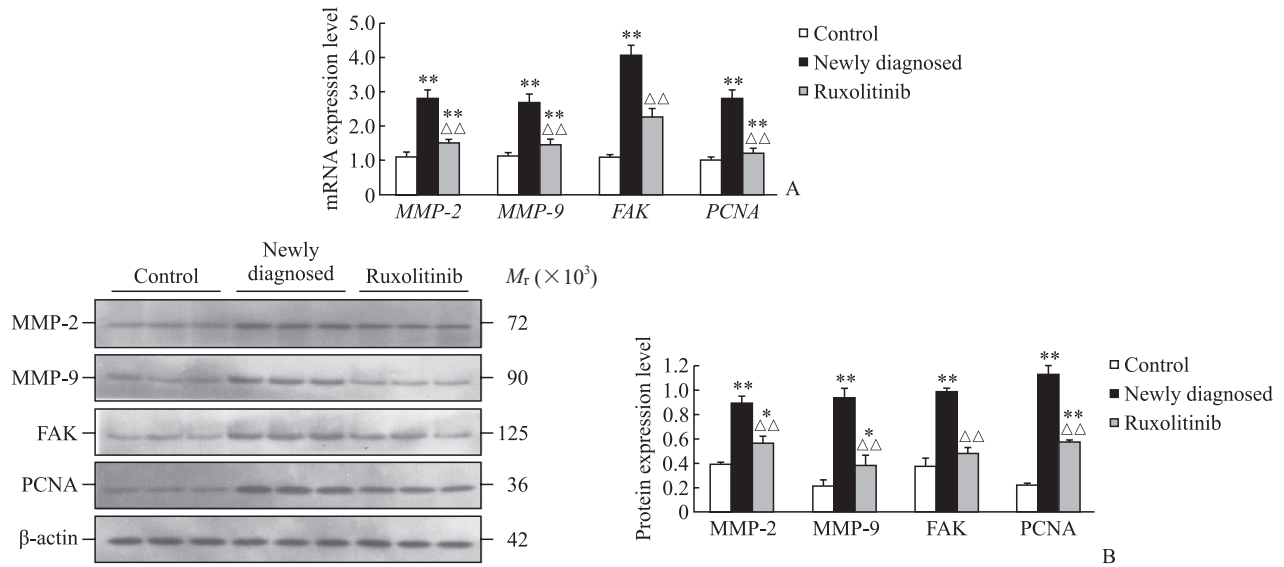 mRNA expression level
5.0
4.0
3.0
2.0
1.0
0
**
**
△△
**
**
△△
**
△△
**
**
△△
MMP-2
MMP-9
FAK
PCNA
Control
Newly diagnosed
Ruxolitinib
A
Control
Newly
diagnosed
Ruxolitinib
Mr (×10³)
MMP-2
72
MMP-9
90
FAK
125
PCNA
36
β-actin
42
Protein expression level
1.2
1.0
0.8
0.6
0.4
0.2
0
**
*
△△
**
*
△△
**
△△
**
**
△△
MMP-2
MMP-9
FAK
PCNA
Control
Newly diagnosed
Ruxolitinib
B